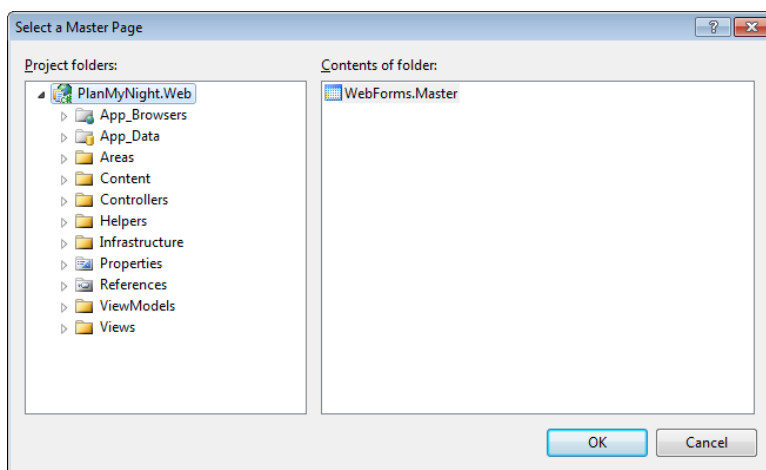 Select a Master Page
Project folders:
Contents of folder:
PlanMyNight.Web
WebForms.Master
App_Browsers
App_Data
Areas
Content
Controllers
Helpers
Infrastructure
Properties
References
ViewModels
Views
OK
Cancel